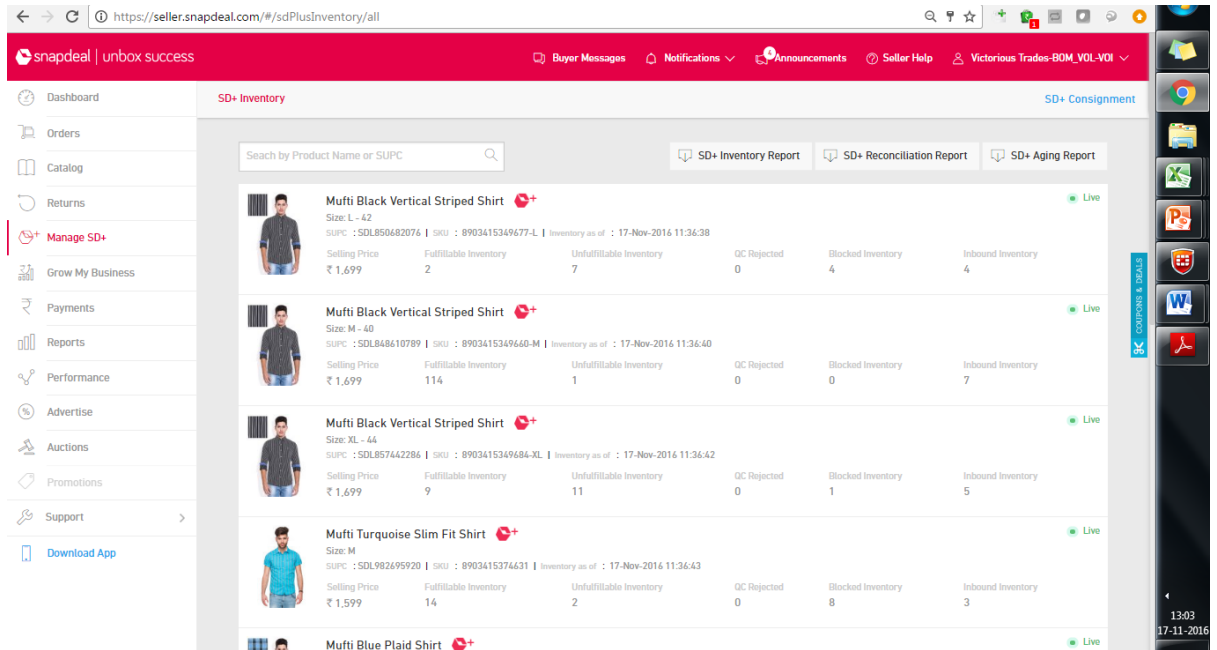 https://seller.snapdeal.com/#/sdPlusInventory/all
snapdeal | unbox success
Buyer Messages
Notifications
4
Announcements
Seller Help
Victorious Trades-BOM_VOL-VOI
Dashboard
Orders
Catalog
Returns
Manage SD+
Grow My Business
Payments
Reports
Performance
Advertise
Auctions
Promotions
Support
Download App
SD+ Inventory
SD+ Consignment
Seach by Product Name or SUPC
SD+ Inventory Report
SD+ Reconciliation Report
SD+ Aging Report
Mufti Black Vertical Striped Shirt + Live
Size: L - 42
SUPC : SDL850682076 | SKU : 8903415349677-L | Inventory as of : 17-Nov-2016 11:36:38
Selling Price Futfillable Inventory Unfutfillable Inventory QC Rejected Blocked Inventory Inbound Inventory
₹ 1,699 2 7 0 4 4
Mufti Black Vertical Striped Shirt + Live
Size: M - 40
SUPC : SDL848610789 | SKU : 8903415349660-M | Inventory as of : 17-Nov-2016 11:36:40
Selling Price Futfillable Inventory Unfutfillable Inventory QC Rejected Blocked Inventory Inbound Inventory
₹ 1,699 114 1 0 0 7
Mufti Black Vertical Striped Shirt + Live
Size: XL - 44
SUPC : SDL857442286 | SKU : 8903415349684-XL | Inventory as of : 17-Nov-2016 11:36:42
Selling Price Futfillable Inventory Unfutfillable Inventory QC Rejected Blocked Inventory Inbound Inventory
₹ 1,699 9 11 0 1 5
Mufti Turquoise Slim Fit Shirt + Live
Size: M
SUPC : SDL982695920 | SKU : 8903415374631 | Inventory as of : 17-Nov-2016 11:36:43
Selling Price Futfillable Inventory Unfutfillable Inventory QC Rejected Blocked Inventory Inbound Inventory
₹ 1,599 14 2 0 8 3
Mufti Blue Plaid Shirt + Live
COUPONS & DEALS
1
13:03
17-11-2016